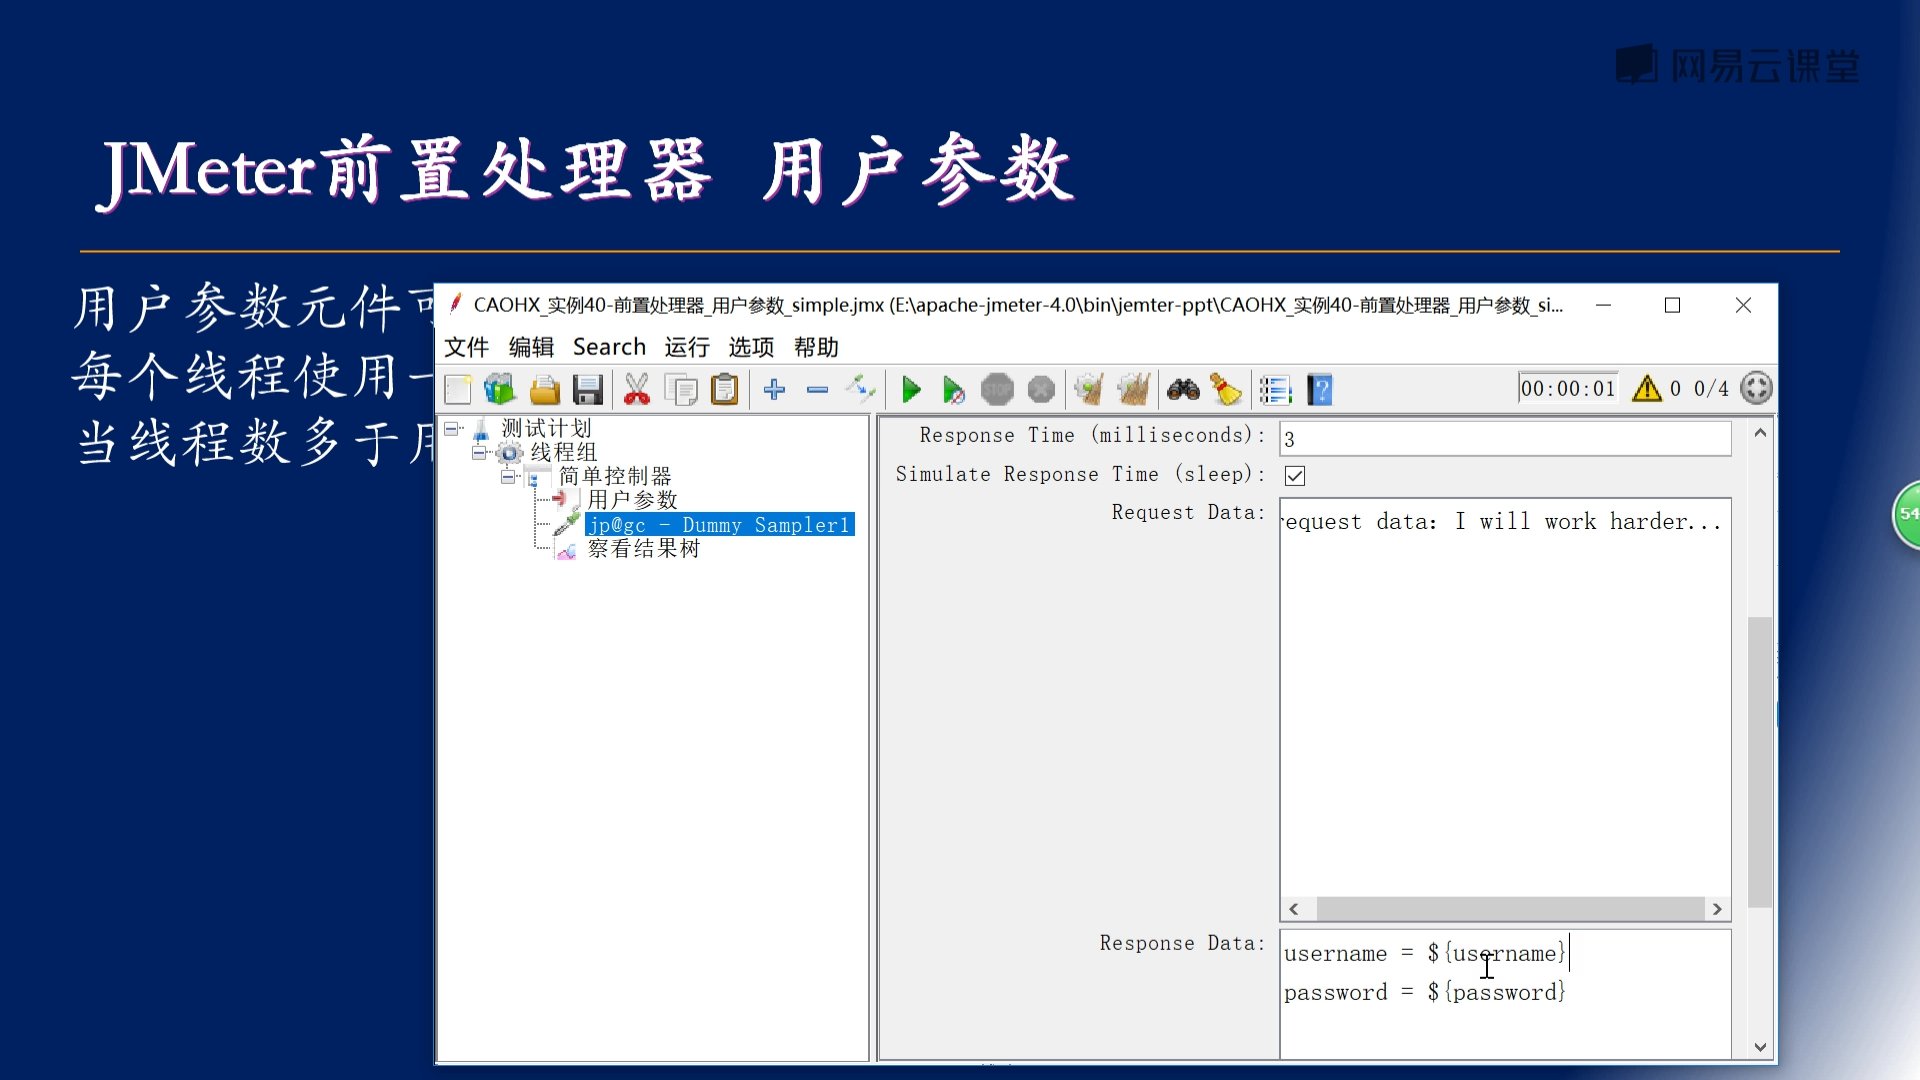 网易云课堂
JMeter前置处理器 用户参数
用户参数元件
每个线程使用一
当线程数多于
CAOHX_实例40-前置处理器_用户参数_simple.jmx (E:\apache-jmeter-4.0\bin\jemter-ppt\CAOHX_实例40-前置处理器_用户参数_si...
文件 编辑 Search 运行 选项 帮助
STOP
00:00:01 0 0/4
测试计划
线程组
简单控制器
用户参数
jp@gc - Dummy Sampler1
察看结果树
Response Time (milliseconds): 3
Simulate Response Time (sleep):
Request Data: request data: I will work harder...
Response Data: username = ${username}
password = ${password}
54